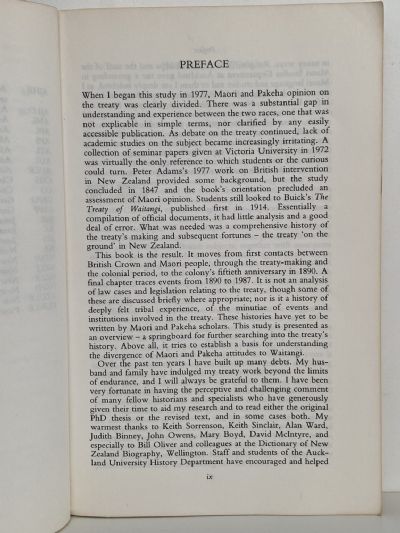 PREFACE
When I began this study in 1977, Maori and Pakeha opinion on
the treaty was clearly divided. There was a substantial gap in
understanding and experience between the two races, one that was
not explicable in simple terms, nor clarified by any easily
accessible publication. As debate on the treaty continued, lack of
academic studies on the subject became increasingly irritating. A
collection of seminar papers given at Victoria University in 1972
was virtually the only reference to which students or the curious
could turn. Peter Adams's 1977 work on British intervention
in New Zealand provided some background, but the study
concluded in 1847 and the book's orientation precluded an
assessment of Maori opinion. Students still looked to Buick's The
Treaty of Waitangi, published first in 1914. Essentially a
compilation of official documents, it had little analysis and a good
deal of error. What was needed was a comprehensive history of
the treaty's making and subsequent fortunes – the treaty 'on the
ground' in New Zealand.
This book is the result. It moves from first contacts between
British Crown and Maori people, through the treaty-making and
the colonial period, to the colony's fiftieth anniversary in 1890. A
final chapter traces events from 1890 to 1987. It is not an analysis
of law cases and legislation relating to the treaty, though some of
these are discussed briefly where appropriate; nor is it a history of
deeply felt tribal experience, of the minutiae of events and
institutions involved in the treaty. These histories have yet to be
written by Maori and Pakeha scholars. This study is presented as
an overview – a springboard for further searching into the treaty's
history. Above all, it tries to establish a basis for understanding
the divergence of Maori and Pakeha attitudes to Waitangi.
Over the past ten years I have built up many debts. My hus-
band and family have indulged my treaty work beyond the limits
of endurance, and I will always be grateful to them. I have been
very fortunate in having the perceptive and challenging comment
of many fellow historians and specialists who have generously
given their time to aid my research and to read either the original
PhD thesis or the revised text, and in some cases both. My
warmest thanks to Keith Sorrenson, Keith Sinclair, Alan Ward,
Judith Binney, John Owens, Mary Boyd, David McIntyre, and
especially to Bill Oliver and colleagues at the Dictionary of New
Zealand Biography, Wellington. Staff and students of the Auck-
land University History Department have encouraged and helped
ix